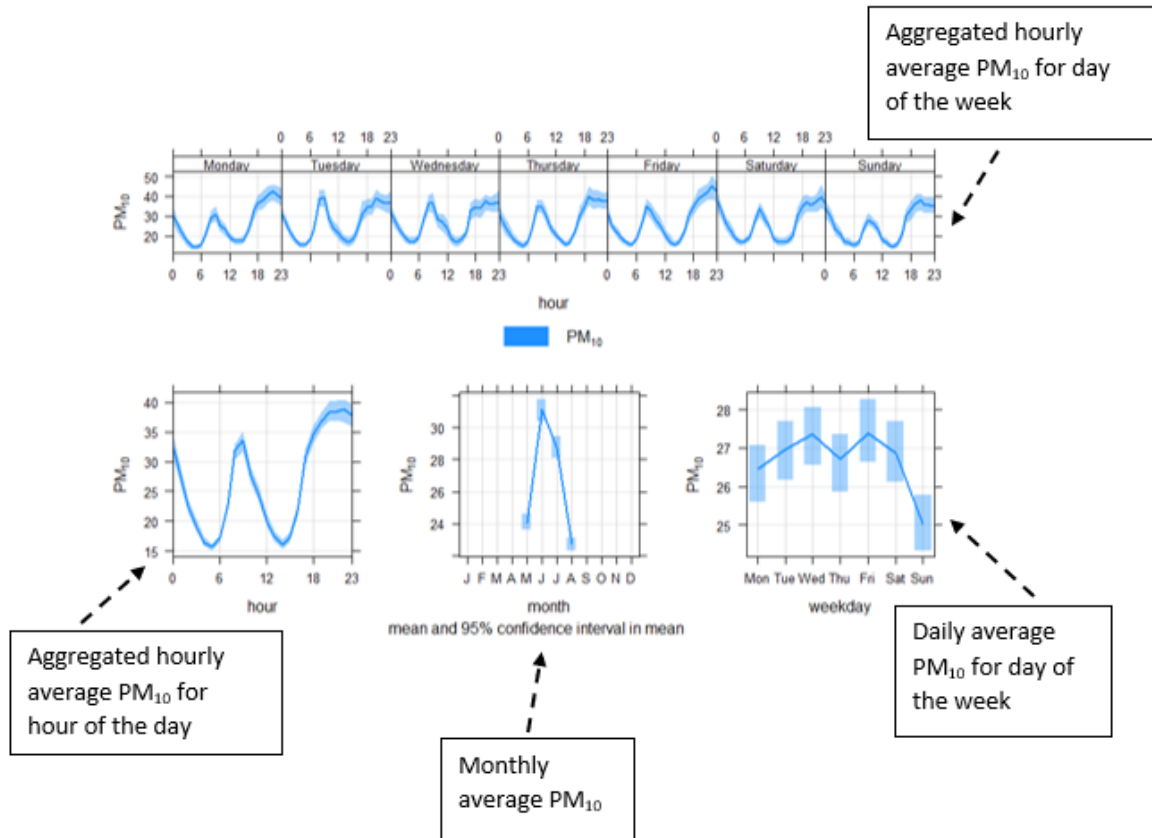 Aggregated hourly
average PM₁₀ for day
of the week
0 6 12 18 23 0 6 12 18 23 0 6 12 18 23
Monday Tuesday Wednesday Thursday Friday Saturday Sunday
50
40
30
20
PM₁₀
0 6 12 18 23 0 6 12 18 23 0 6 12 18 23 0 6 12 18 23
hour
PM₁₀
40
35
30
25
20
15
PM₁₀
0 6 12 18 23
hour
30
28
26
24
PM₁₀
J F M A M J J A S O N D
month
mean and 95% confidence interval in mean
28
27
26
25
PM₁₀
Mon Tue Wed Thu Fri Sat Sun
weekday
Aggregated hourly
average PM₁₀ for
hour of the day
Monthly
average PM₁₀
Daily average
PM₁₀ for day of
the week